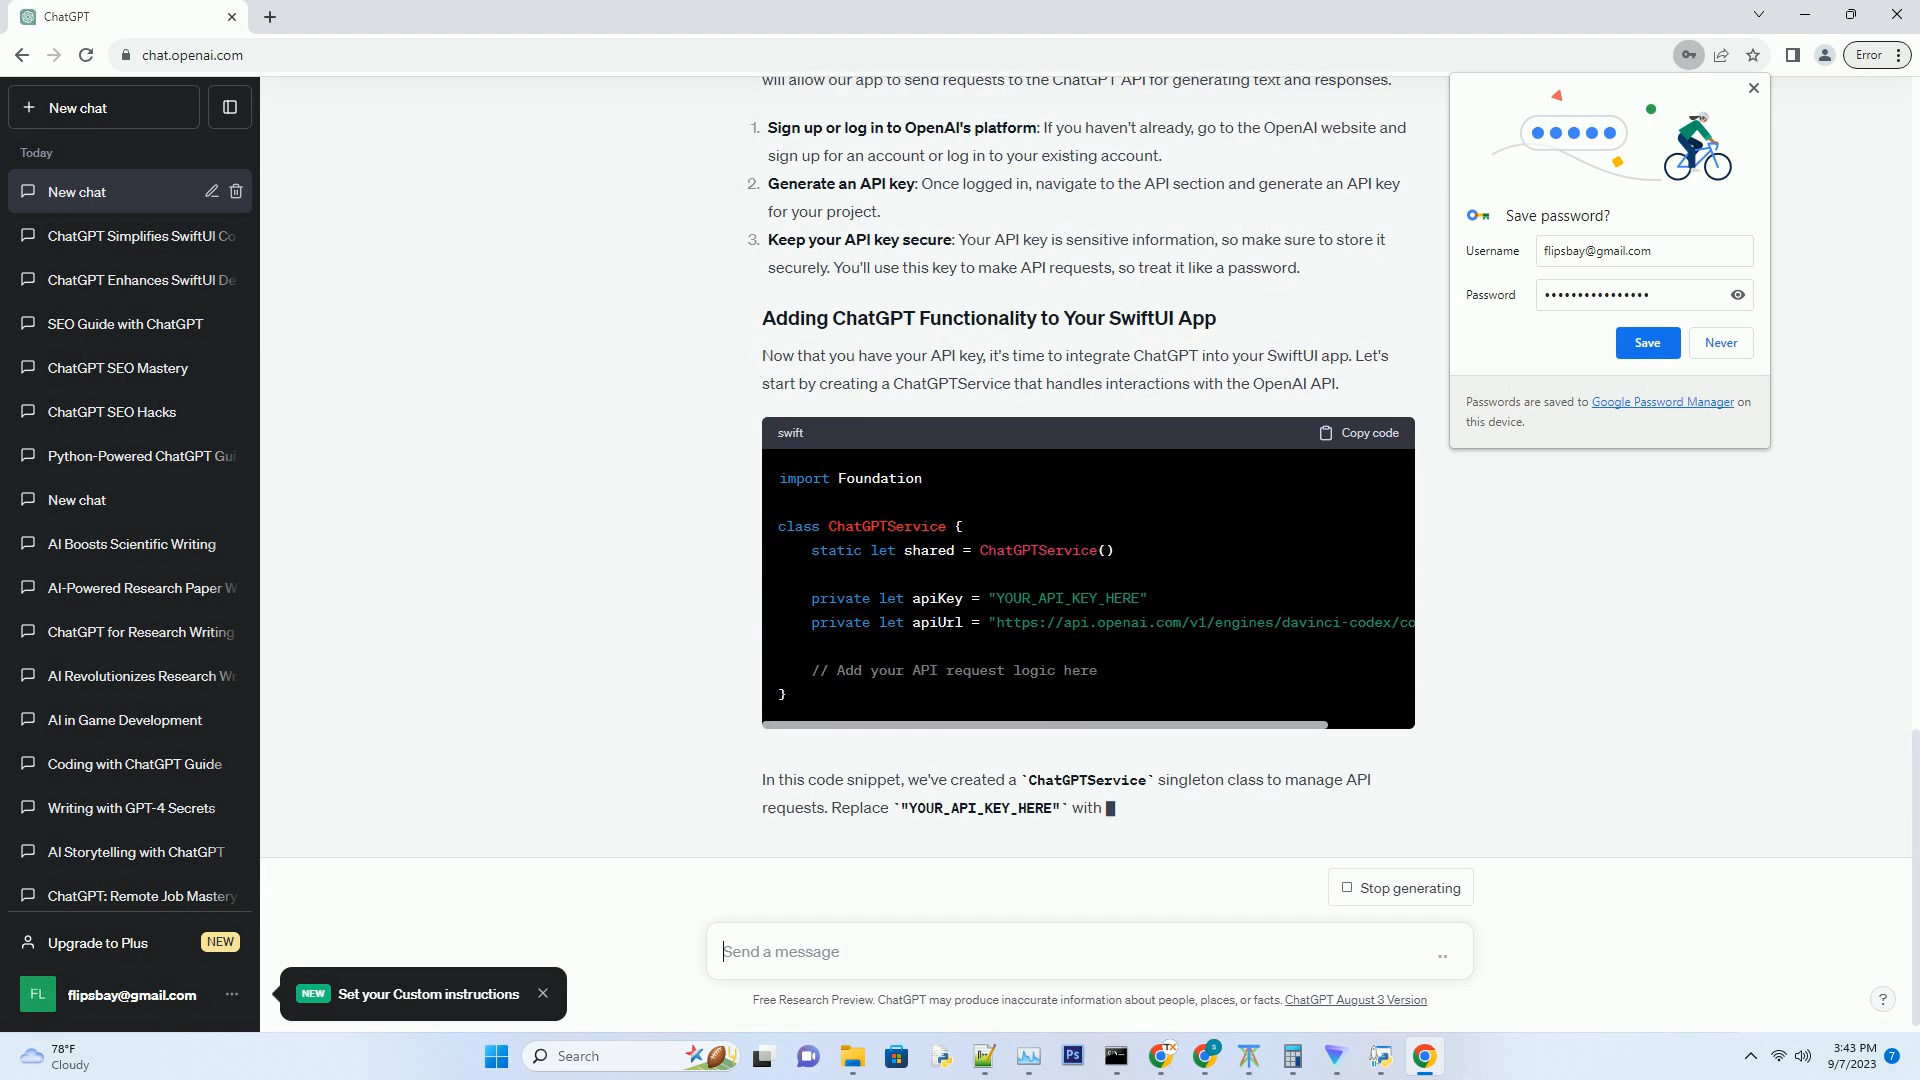 ChatGPT
chat.openai.com
Error
New chat
Today
New chat
ChatGPT Simplifies SwiftUI Co
ChatGPT Enhances SwiftUI De
SEO Guide with ChatGPT
ChatGPT SEO Mastery
ChatGPT SEO Hacks
Python-Powered ChatGPT Gui
New chat
AI Boosts Scientific Writing
AI-Powered Research Paper W
ChatGPT for Research Writing
AI Revolutionizes Research Wr
AI in Game Development
Coding with ChatGPT Guide
Writing with GPT-4 Secrets
AI Storytelling with ChatGPT
ChatGPT: Remote Job Mastery
Upgrade to Plus NEW
FL flipsbay@gmail.com
will allow our app to send requests to the ChatGPT API for generating text and responses.
1. Sign up or log in to OpenAI's platform: If you haven't already, go to the OpenAI website and
sign up for an account or log in to your existing account.
2. Generate an API key: Once logged in, navigate to the API section and generate an API key
for your project.
3. Keep your API key secure: Your API key is sensitive information, so make sure to store it
securely. You'll use this key to make API requests, so treat it like a password.
Adding ChatGPT Functionality to Your SwiftUI App
Now that you have your API key, it's time to integrate ChatGPT into your SwiftUI app. Let's
start by creating a ChatGPTService that handles interactions with the OpenAI API.
swift Copy code
import Foundation
class ChatGPTService {
static let shared = ChatGPTService()
private let apiKey = "YOUR_API_KEY_HERE"
private let apiUrl = "https://api.openai.com/v1/engines/davinci-codex/co
// Add your API request logic here
}
In this code snippet, we've created a `ChatGPTService` singleton class to manage API
requests. Replace `"YOUR_API_KEY_HERE"` with
Stop generating
Send a message
Free Research Preview. ChatGPT may produce inaccurate information about people, places, or facts. ChatGPT August 3 Version
NEW Set your Custom instructions
?
Save password?
Username flipsbay@gmail.com
Password ••••••••••••••••
Save Never
Passwords are saved to Google Password Manager on
this device.
78°F
Cloudy
Search
TX
S
Ps
3:43 PM
9/7/2023
7